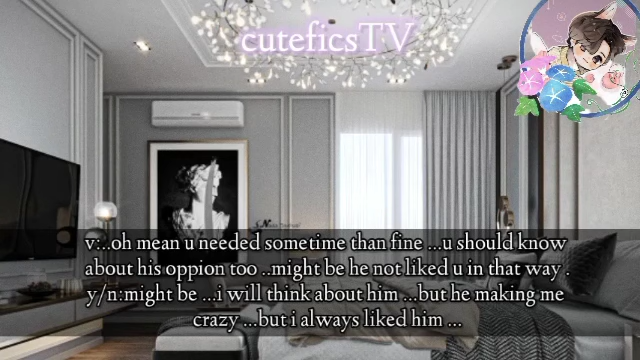 cuteficsTV
v:..oh mean u needed sometime than fine ...u should know
about his oppion too ..might be he not liked u in that way .
y/n:might be ...i will think about him ...but he making me
crazy ...but i always liked him ...